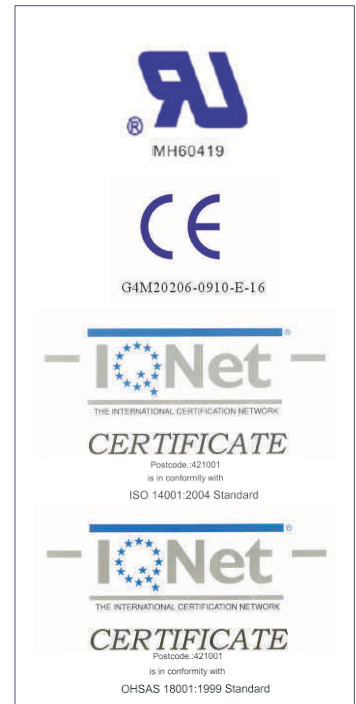 ®
MH60419
CE
G4M20206-0910-E-16
®
IQNet
THE INTERNATIONAL CERTIFICATION NETWORK
CERTIFICATE
Postcode.:421001
is in conformity with
ISO 14001:2004 Standard
®
IQNet
THE INTERNATIONAL CERTIFICATION NETWORK
CERTIFICATE
Postcode.:421001
is in conformity with
OHSAS 18001:1999 Standard